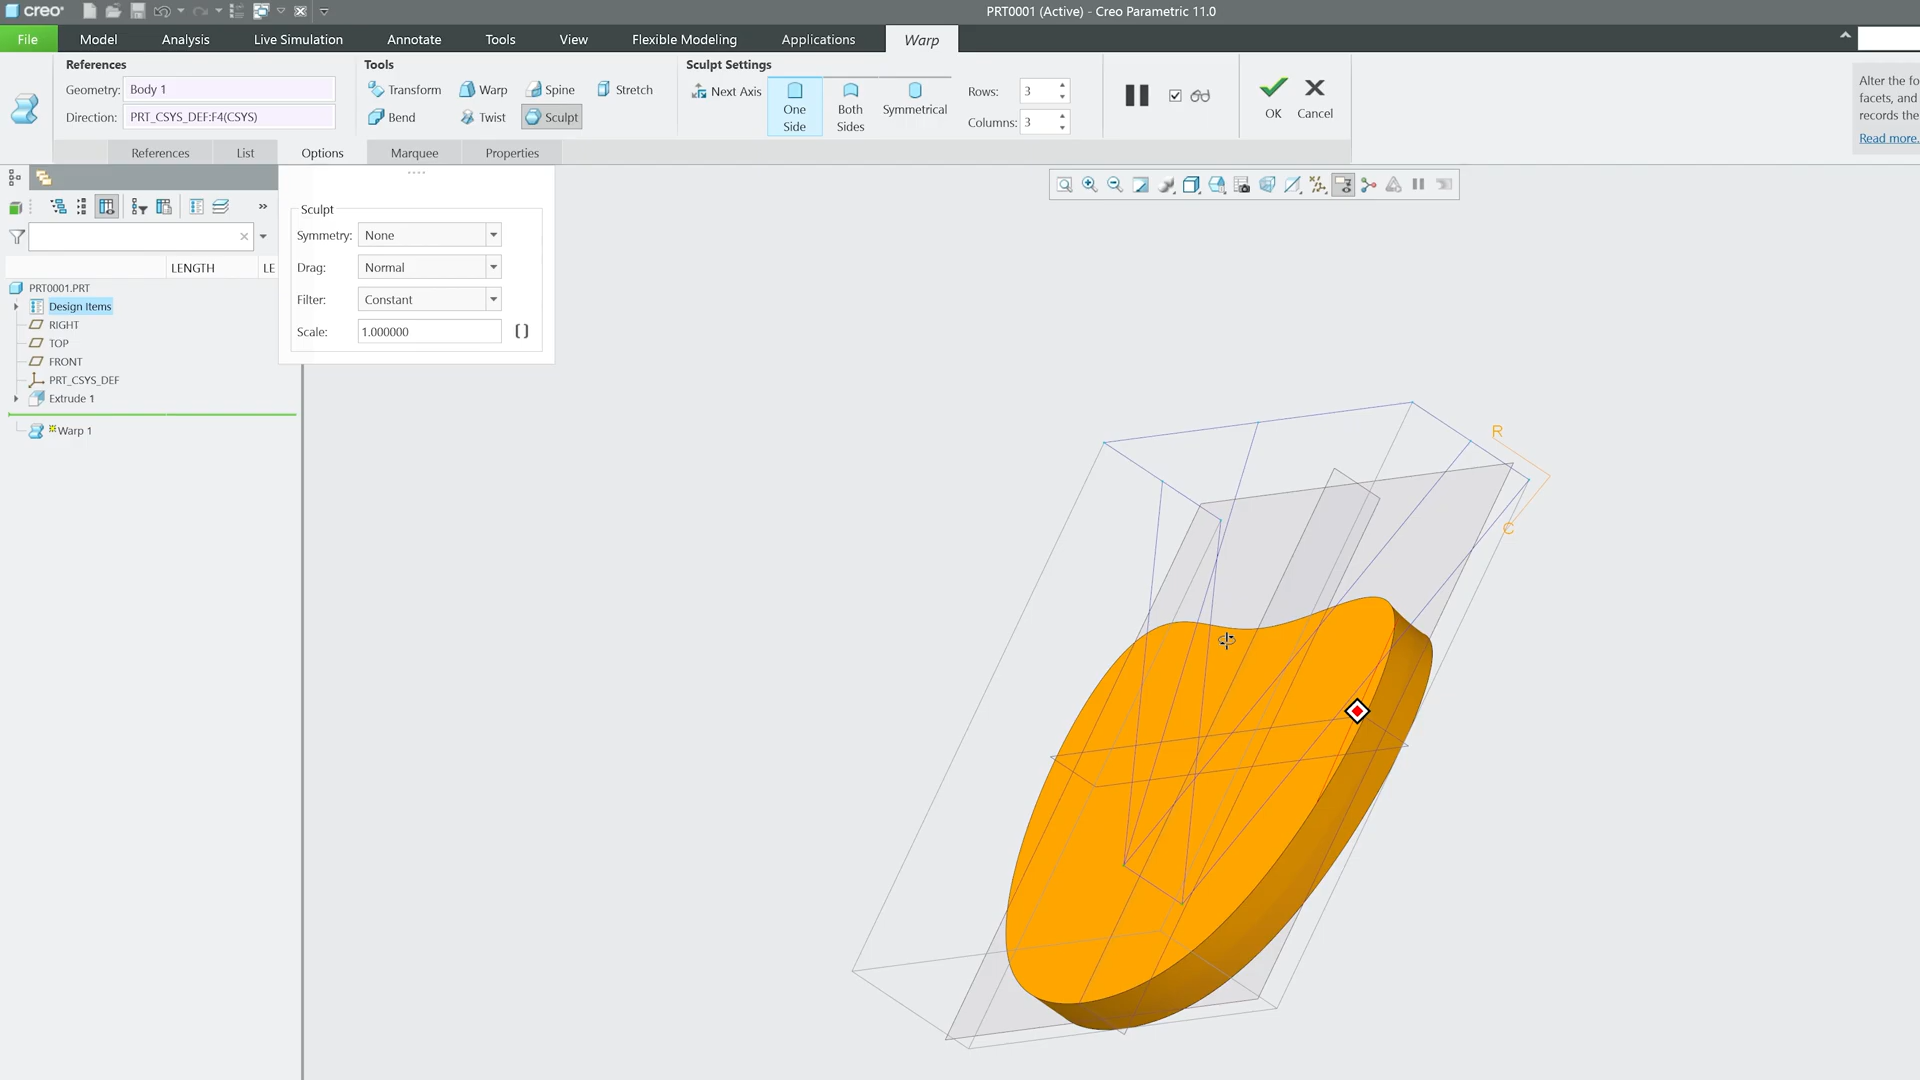 creo®
PRT0001 (Active) - Creo Parametric 11.0
File Model Analysis Live Simulation Annotate Tools View Flexible Modeling Applications Warp
References
Geometry: Body 1
Direction: PRT_CSYS_DEF:F4(CSYS)
Tools
Transform Warp Spine Stretch
Bend Twist Sculpt
Sculpt Settings
Next Axis
One Side
Both Sides
Symmetrical
Rows: 3
Columns: 3
OK
Cancel
Alter the fo
facets, and
records the
Read more.
References List Options Marquee Properties
Sculpt
Symmetry: None
Drag: Normal
Filter: Constant
Scale: 1.000000
LENGTH LE
PRT0001.PRT
Design Items
RIGHT
TOP
FRONT
PRT_CSYS_DEF
Extrude 1
Warp 1
R
C